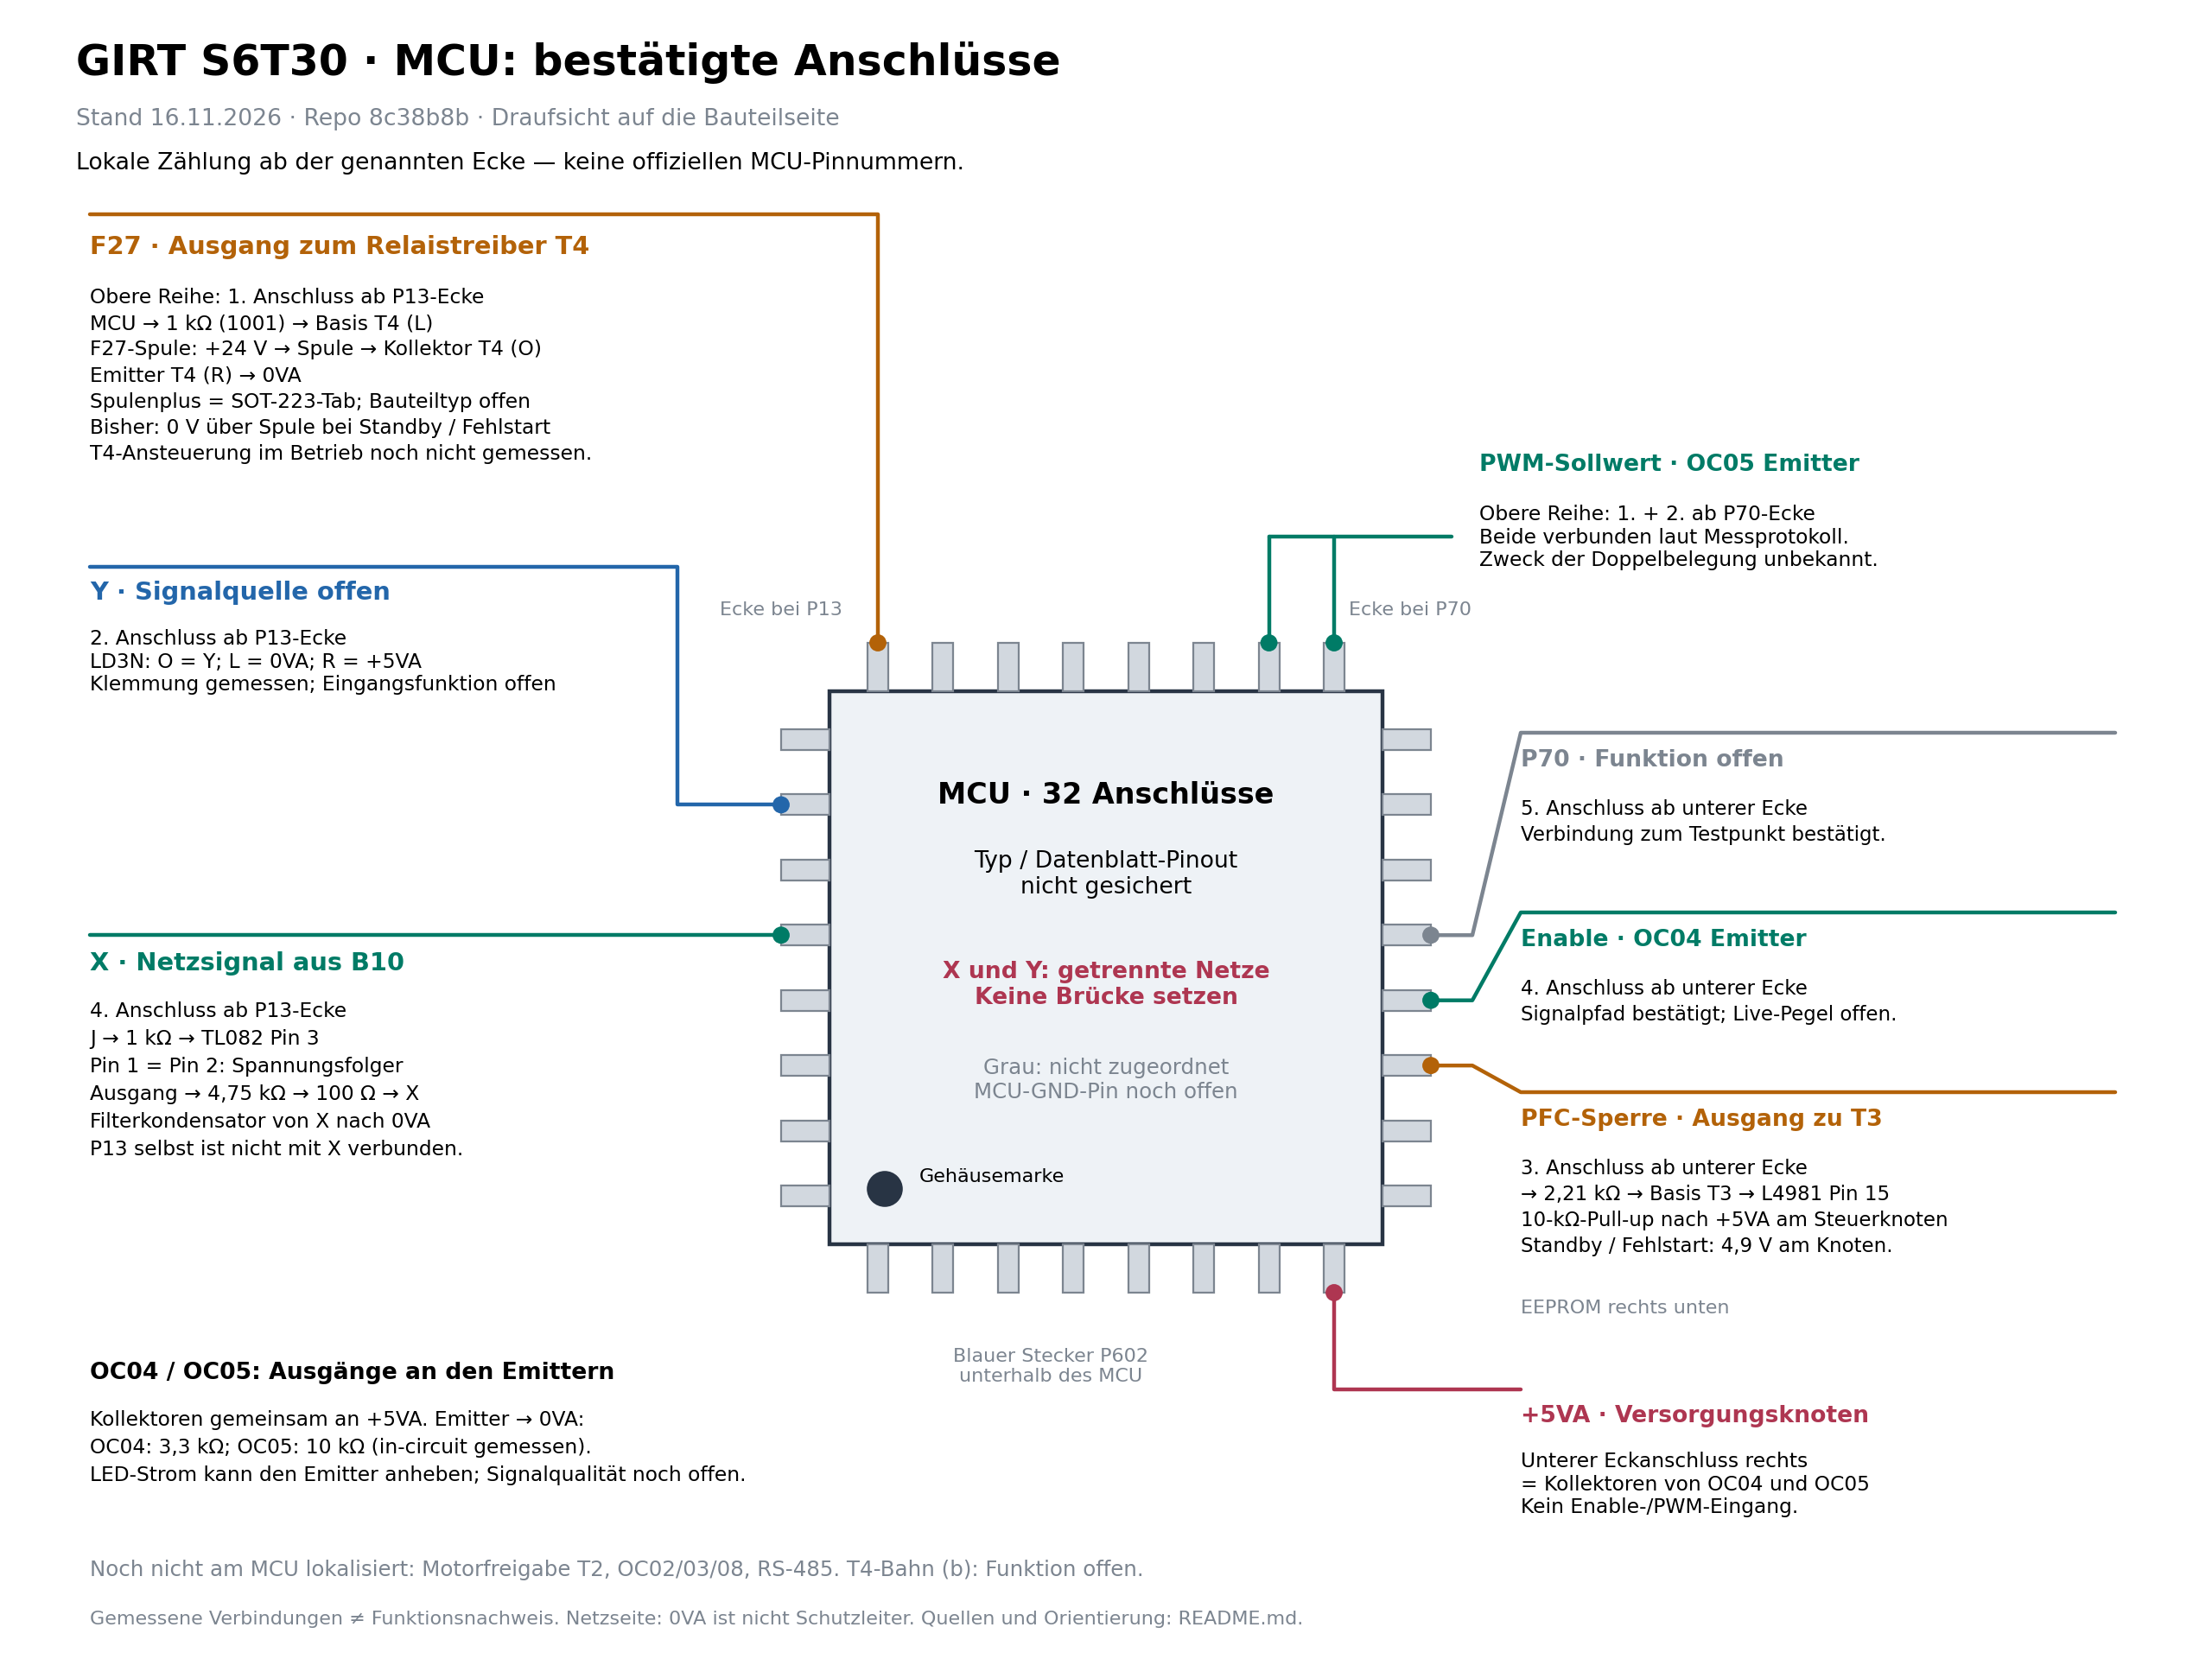 GIRT S6T30 · MCU: bestätigte Anschlüsse
Stand 16.11.2026 · Repo 8c38b8b · Draufsicht auf die Bauteilseite
Lokale Zählung ab der genannten Ecke — keine offiziellen MCU-Pinnummern.
F27 · Ausgang zum Relaistreiber T4
Obere Reihe: 1. Anschluss ab P13-Ecke
MCU → 1 kΩ (1001) → Basis T4 (L)
F27-Spule: +24 V → Spule → Kollektor T4 (O)
Emitter T4 (R) → 0VA
Spulenplus = SOT-223-Tab; Bauteiltyp offen
Bisher: 0 V über Spule bei Standby / Fehlstart
T4-Ansteuerung im Betrieb noch nicht gemessen.
PWM-Sollwert · OC05 Emitter
Obere Reihe: 1. + 2. ab P70-Ecke
Beide verbunden laut Messprotokoll.
Zweck der Doppelbelegung unbekannt.
Y · Signalquelle offen
2. Anschluss ab P13-Ecke
LD3N: O = Y; L = 0VA; R = +5VA
Klemmung gemessen; Eingangsfunktion offen
Ecke bei P13
Ecke bei P70
MCU · 32 Anschlüsse
Typ / Datenblatt-Pinout
nicht gesichert
X und Y: getrennte Netze
Keine Brücke setzen
Grau: nicht zugeordnet
MCU-GND-Pin noch offen
Gehäusemarke
P70 · Funktion offen
5. Anschluss ab unterer Ecke
Verbindung zum Testpunkt bestätigt.
Enable · OC04 Emitter
4. Anschluss ab unterer Ecke
Signalpfad bestätigt; Live-Pegel offen.
X · Netzsignal aus B10
4. Anschluss ab P13-Ecke
J → 1 kΩ → TL082 Pin 3
Pin 1 = Pin 2: Spannungsfolger
Ausgang → 4,75 kΩ → 100 Ω → X
Filterkondensator von X nach 0VA
P13 selbst ist nicht mit X verbunden.
PFC-Sperre · Ausgang zu T3
3. Anschluss ab unterer Ecke
→ 2,21 kΩ → Basis T3 → L4981 Pin 15
10-kΩ-Pull-up nach +5VA am Steuerknoten
Standby / Fehlstart: 4,9 V am Knoten.
EEPROM rechts unten
Blauer Stecker P602
unterhalb des MCU
OC04 / OC05: Ausgänge an den Emittern
Kollektoren gemeinsam an +5VA. Emitter → 0VA:
OC04: 3,3 kΩ; OC05: 10 kΩ (in-circuit gemessen).
LED-Strom kann den Emitter anheben; Signalqualität noch offen.
+5VA · Versorgungsknoten
Unterer Eckanschluss rechts
= Kollektoren von OC04 und OC05
Kein Enable-/PWM-Eingang.
Noch nicht am MCU lokalisiert: Motorfreigabe T2, OC02/03/08, RS-485. T4-Bahn (b): Funktion offen.
Gemessene Verbindungen ≠ Funktionsnachweis. Netzseite: 0VA ist nicht Schutzleiter. Quellen und Orientierung: README.md.